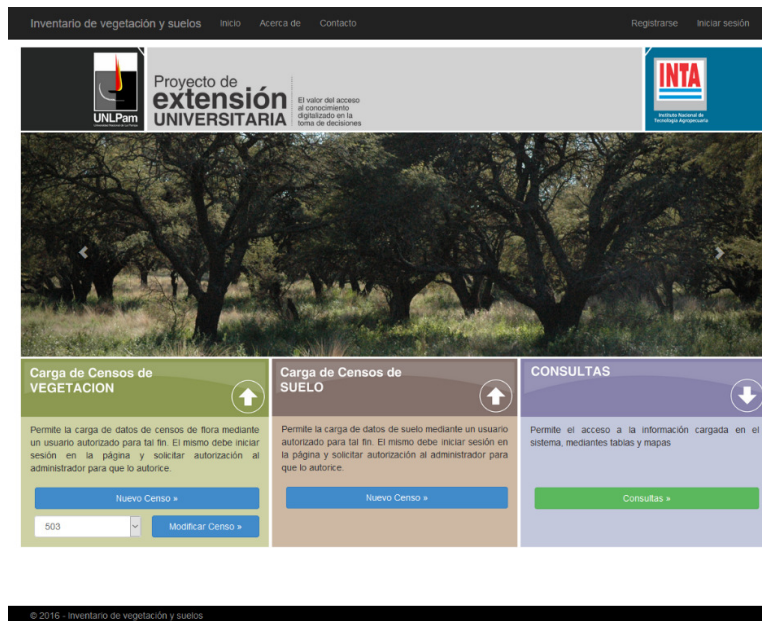 Inventario de vegetación y suelos Inicio Acerca de Contacto Registrarse Iniciar sesión
UNLPam
Proyecto de
extensión
UNIVERSITARIA
El valor del acceso
al conocimiento
digitalizado en la
toma de decisiones
INTA
Instituto Nacional de
Tecnología Agropecuaria
Carga de Censos de
VEGETACION
Permite la carga de datos de censos de flora mediante
un usuario autorizado para tal fin. El mismo debe iniciar
sesión en la página y solicitar autorización al
administrador para que lo autorice.
Nuevo Censo »
503
Modificar Censo »
Carga de Censos de
SUELO
Permite la carga de datos de suelo mediante un usuario
autorizado para tal fin. El mismo debe iniciar sesión en
la página y solicitar autorización al administrador para
que lo autorice.
Nuevo Censo »
CONSULTAS
Permite el acceso a la información cargada en el
sistema, mediantes tablas y mapas
Consultas »
© 2016 - Inventario de vegetación y suelos